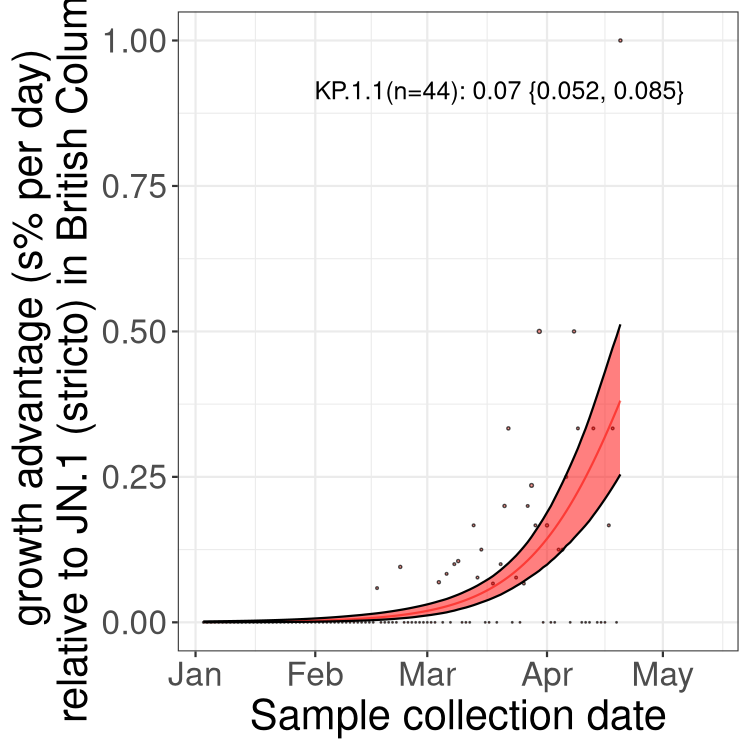 growth advantage (s% per day)
relative to JN.1 (stricto) in British Colum
1.00
0.75
0.50
0.25
0.00
KP.1.1(n=44): 0.07 {0.052, 0.085}
Jan Feb Mar Apr May
Sample collection date